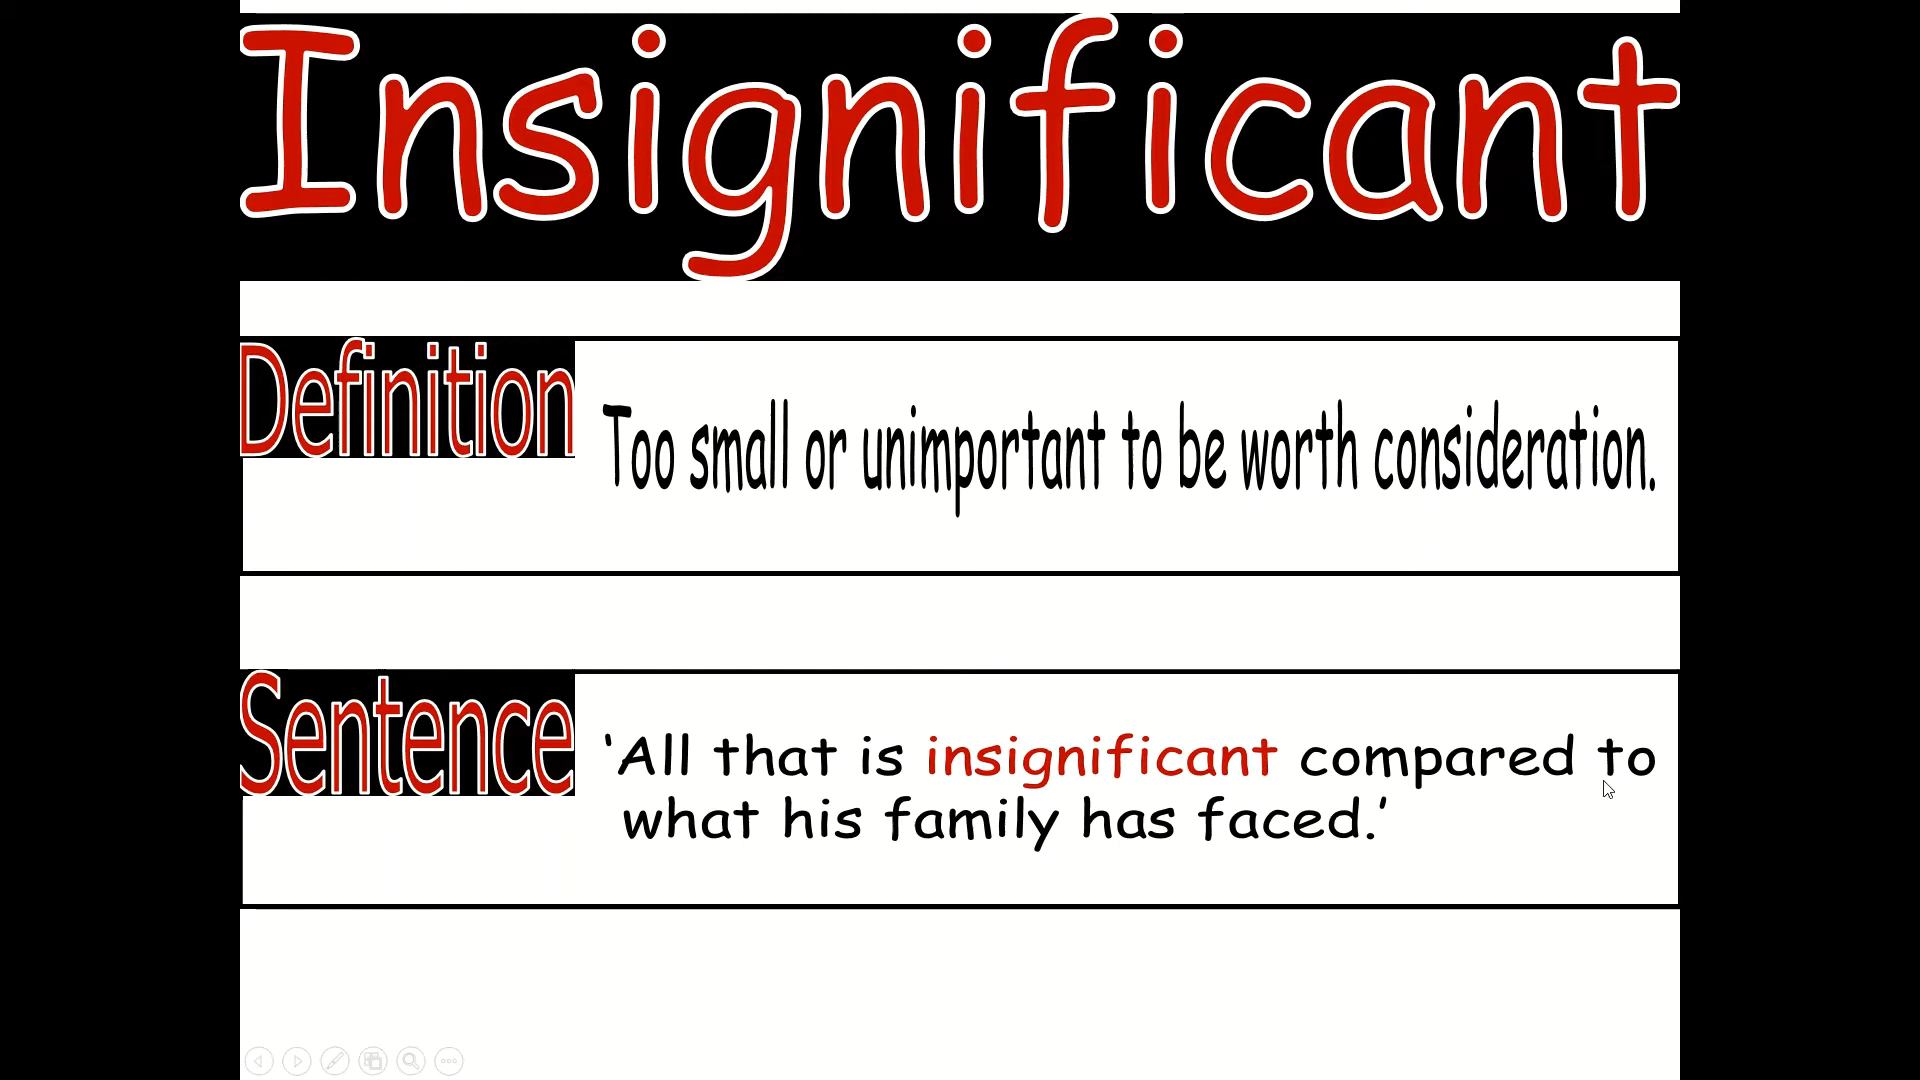 Insignificant
Definition
Too small or unimportant to be worth consideration.
Sentence
‘All that is insignificant compared to
what his family has faced.’